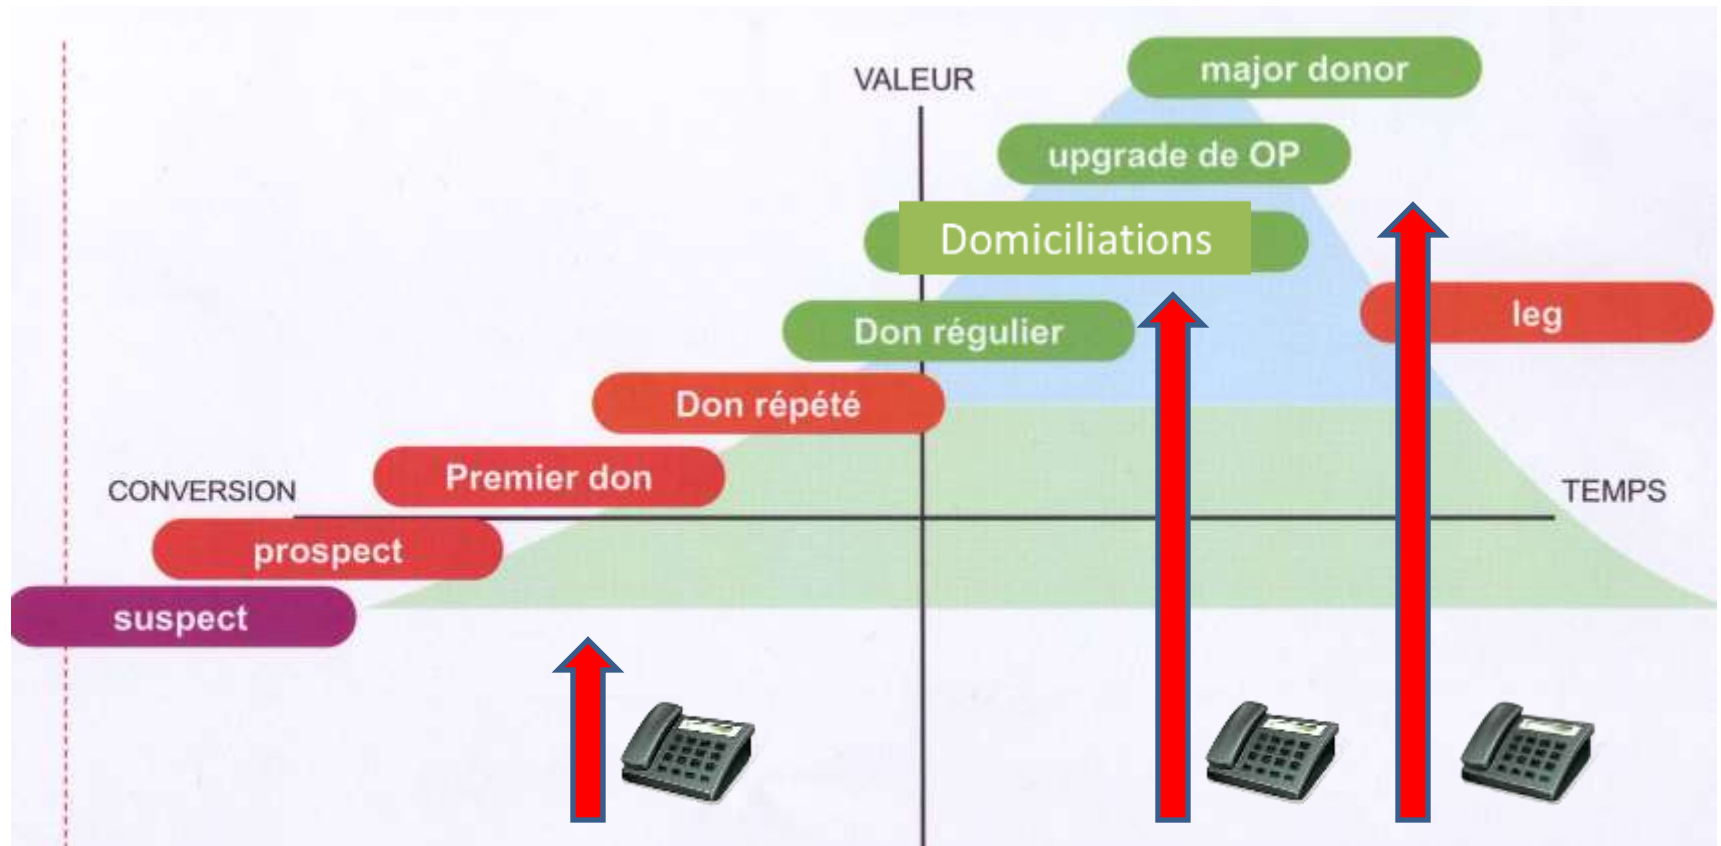 major donor
VALEUR
upgrade de OP
Domiciliations
leg
Don régulier
Don répété
Premier don
CONVERSION
TEMPS
prospect
suspect